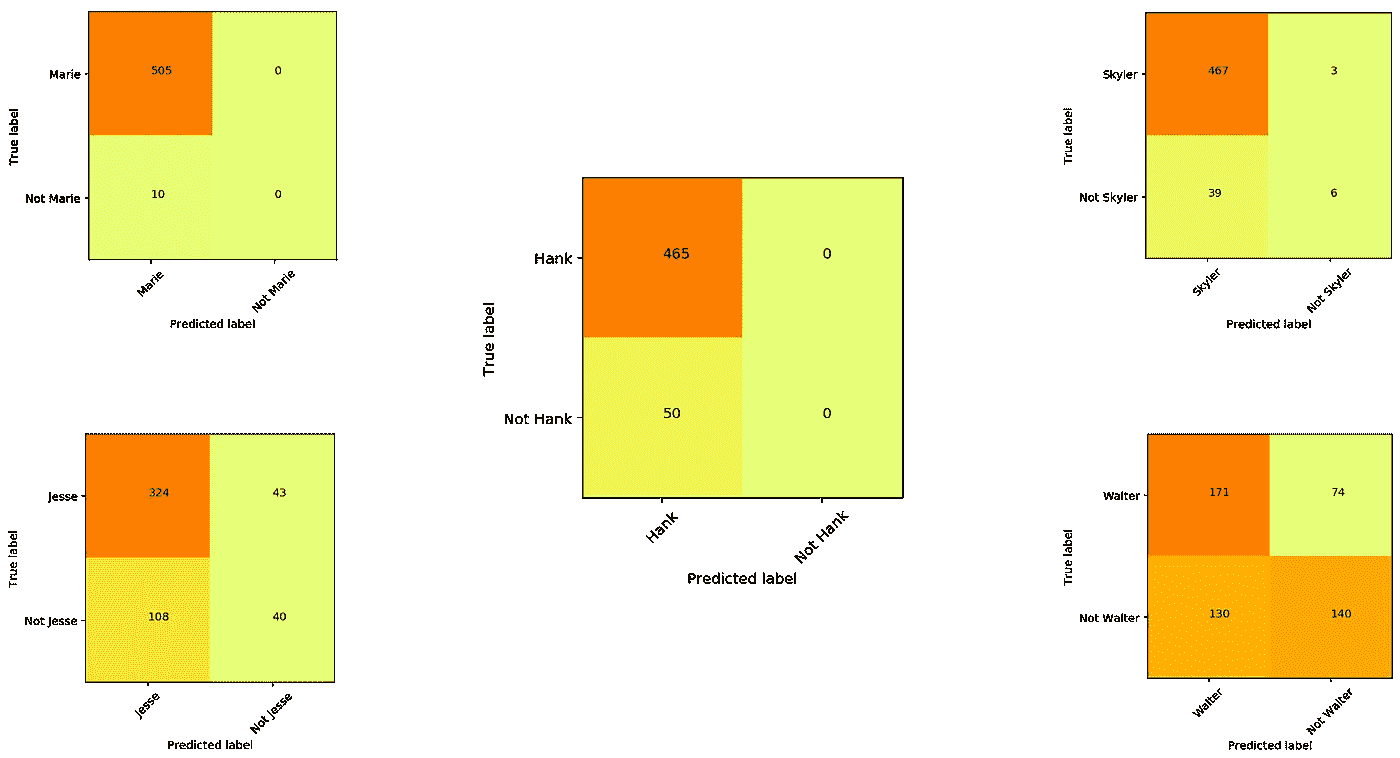 True label
Marie
505
0
Not Marie
10
0
Marie
Not Marie
Predicted label
True label
Skyler
467
3
Not Skyler
39
6
Skyler
Not Skyler
Predicted label
True label
Hank
465
0
Not Hank
50
0
Hank
Not Hank
Predicted label
True label
Jesse
324
43
Not Jesse
108
40
Jesse
Not Jesse
Predicted label
True label
Walter
171
74
Not Walter
130
140
Walter
Not Walter
Predicted label